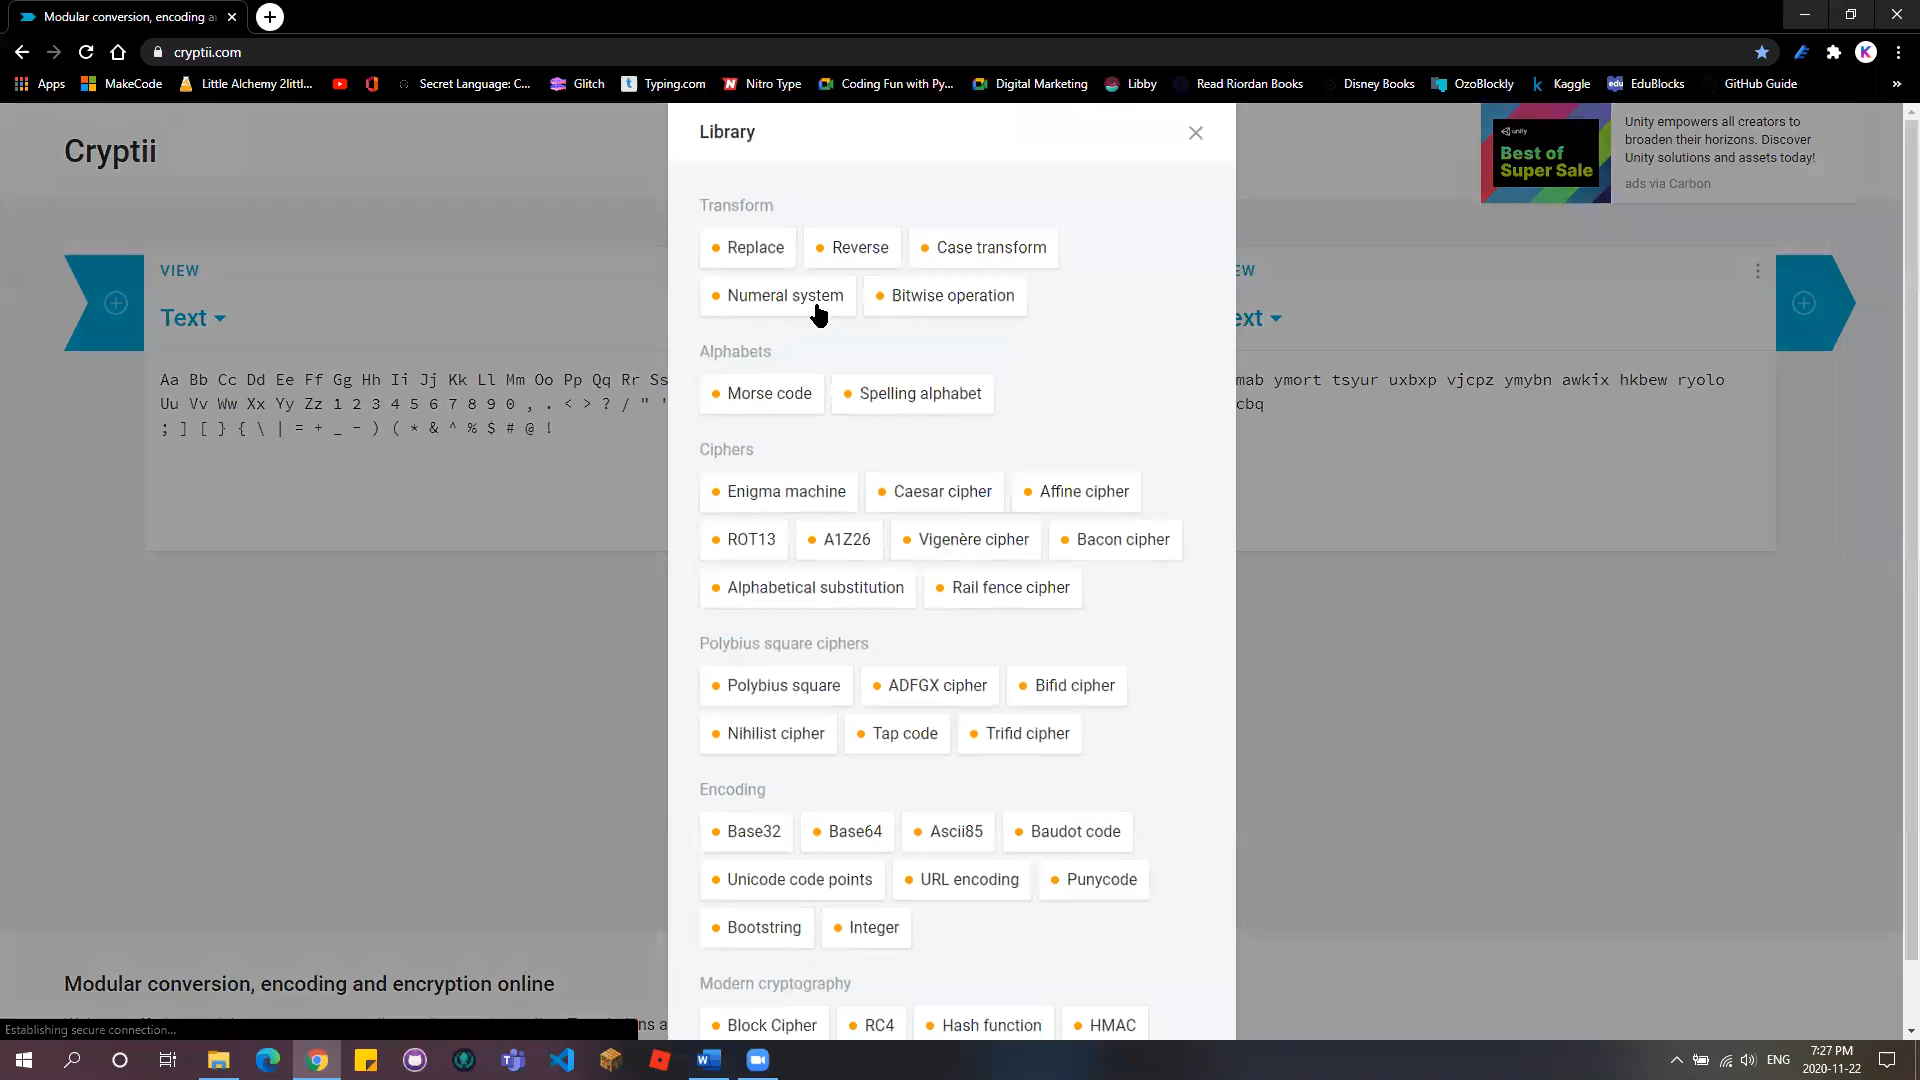 Modular conversion, encoding a
cryptii.com
Apps MakeCode Little Alchemy 2littl... Secret Language: C... Glitch Typing.com Nitro Type Coding Fun with Py... Digital Marketing Libby Read Riordan Books Disney Books OzoBlockly Kaggle EduBlocks GitHub Guide »
Cryptii
Library
unity
Best of
Super Sale
Unity empowers all creators to
broaden their horizons. Discover
Unity solutions and assets today!
ads via Carbon
VIEW
Text
Aa Bb Cc Dd Ee Ff Gg Hh Ii Jj Kk Ll Mm Oo Pp Qq Rr Ss
Uu Vv Ww Xx Yy Zz 1 2 3 4 5 6 7 8 9 0 , . < > ? / " '
; ] [ } { \ | = + _ - ) ( * & ^ % $ # @ !
Transform
Replace Reverse Case transform
Numeral system Bitwise operation
Alphabets
Morse code Spelling alphabet
Ciphers
Enigma machine Caesar cipher Affine cipher
ROT13 A1Z26 Vigenère cipher Bacon cipher
Alphabetical substitution Rail fence cipher
Polybius square ciphers
Polybius square ADFGX cipher Bifid cipher
Nihilist cipher Tap code Trifid cipher
Encoding
Base32 Base64 Ascii85 Baudot code
Unicode code points URL encoding Punycode
Bootstring Integer
Modern cryptography
Block Cipher RC4 Hash function HMAC
EW
ext
mab ymort tsyur uxbxp vjcpz ymybn awkix hkbew ryolo
cbq
Modular conversion, encoding and encryption online
ns a
Establishing secure connection...
ENG
7:27 PM
2020-11-22